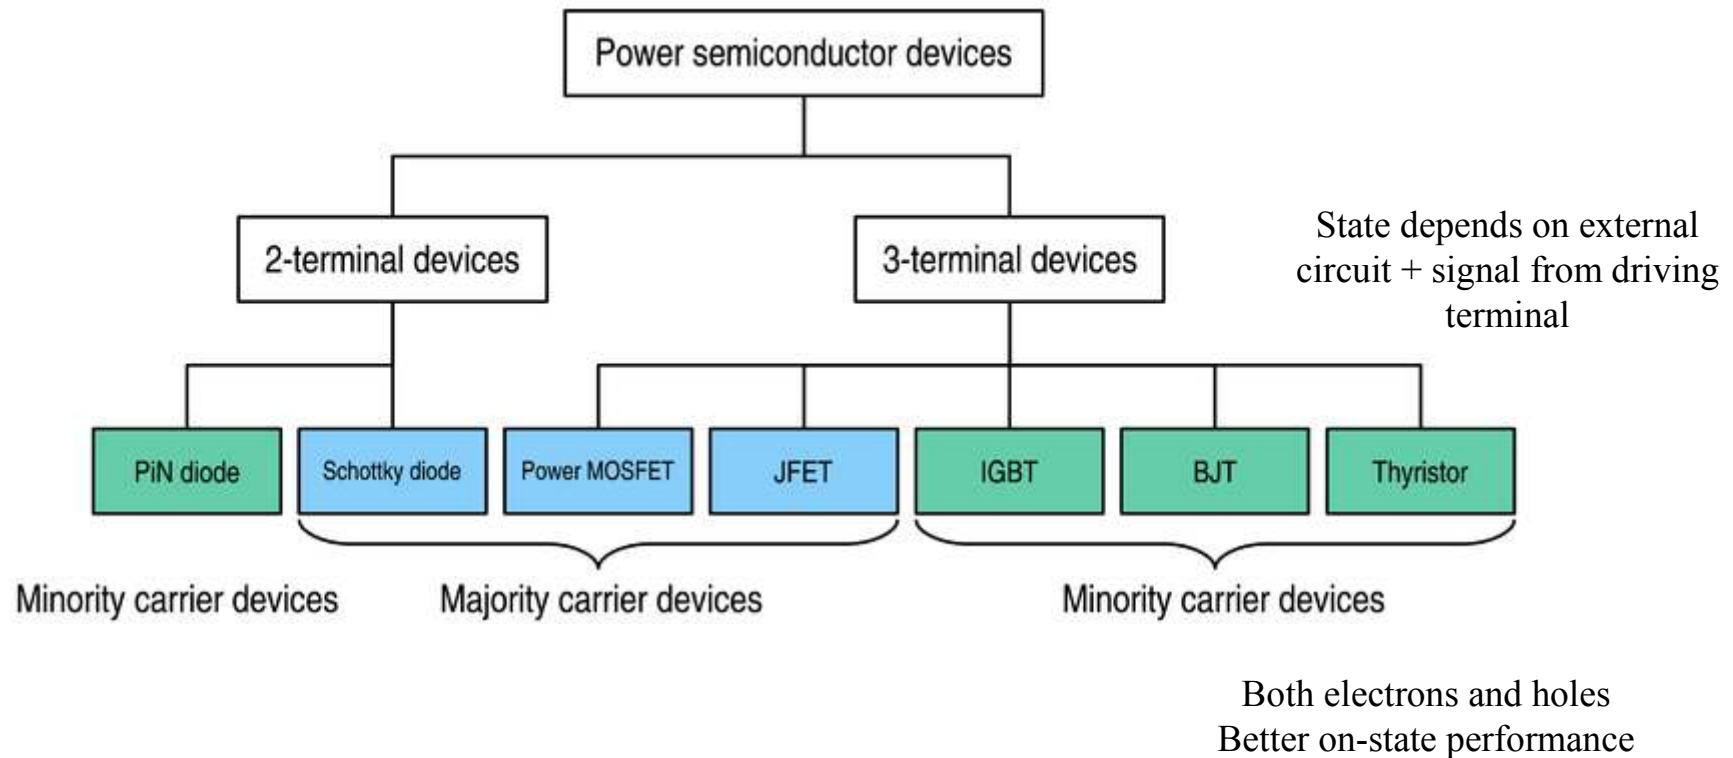 Power semiconductor devices
2-terminal devices
3-terminal devices
State depends on external
circuit + signal from driving
terminal
PiN diode
Schottky diode
Power MOSFET
JFET
IGBT
BJT
Thyristor
Minority carrier devices
Majority carrier devices
Minority carrier devices
Both electrons and holes
Better on-state performance